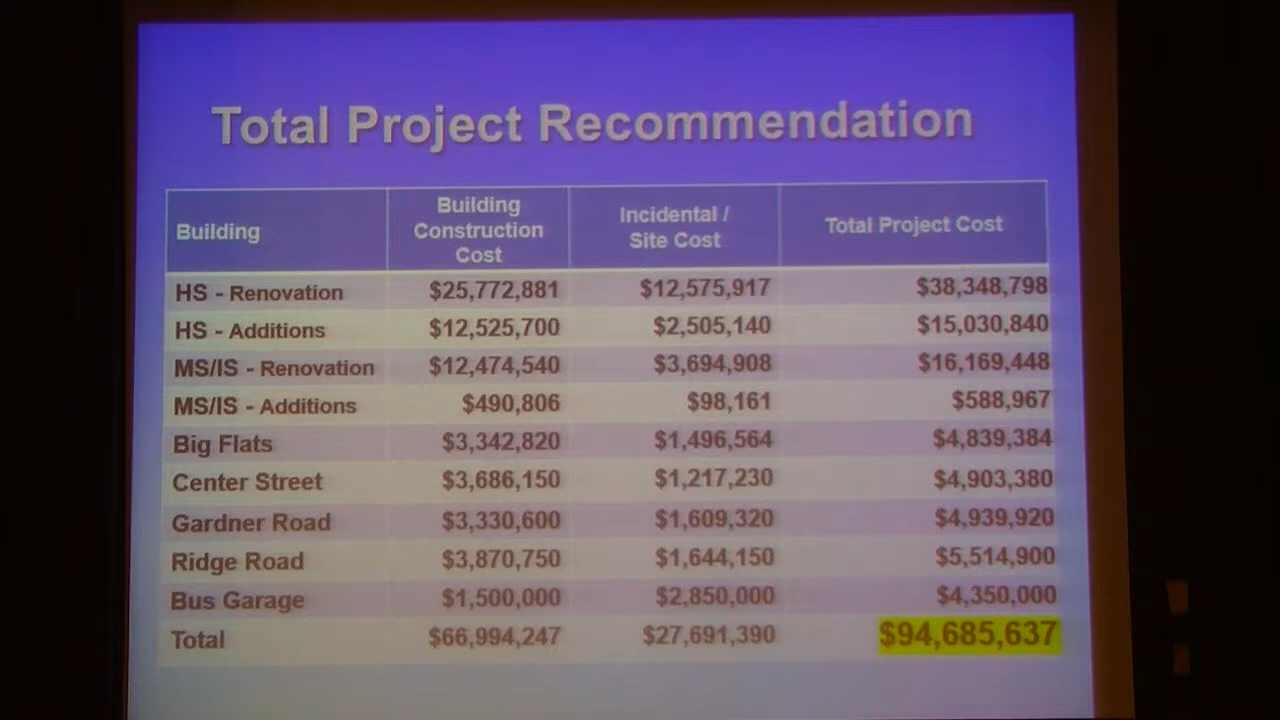 Total Project Recommendation
Building
Building
Construction
Cost
Incidental /
Site Cost
Total Project Cost
HS - Renovation $25,772,881 $12,575,917 $38,348,798
HS - Additions $12,525,700 $2,505,140 $15,030,840
MS/IS - Renovation $12,474,540 $3,694,908 $16,169,448
MS/IS - Additions $490,806 $98,161 $588,967
Big Flats $3,342,820 $1,496,564 $4,839,384
Center Street $3,686,150 $1,217,230 $4,903,380
Gardner Road $3,330,600 $1,609,320 $4,939,920
Ridge Road $3,870,750 $1,644,150 $5,514,900
Bus Garage $1,500,000 $2,850,000 $4,350,000
Total $66,994,247 $27,691,390 $94,685,637